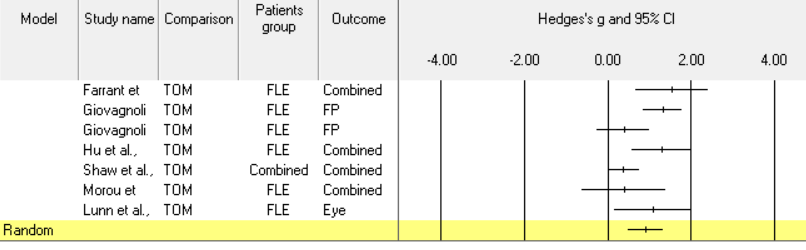 Model Study name Comparison Patients group Outcome Hedges's g and 95% CI
-4.00 -2.00 0.00 2.00 4.00
Farrant et TOM FLE Combined
Giovagnoli TOM FLE FP
Giovagnoli TOM FLE FP
Hu et al., TOM FLE Combined
Shaw et al., TOM Combined Combined
Morou et TOM FLE Combined
Lunn et al., TOM FLE Eye
Random